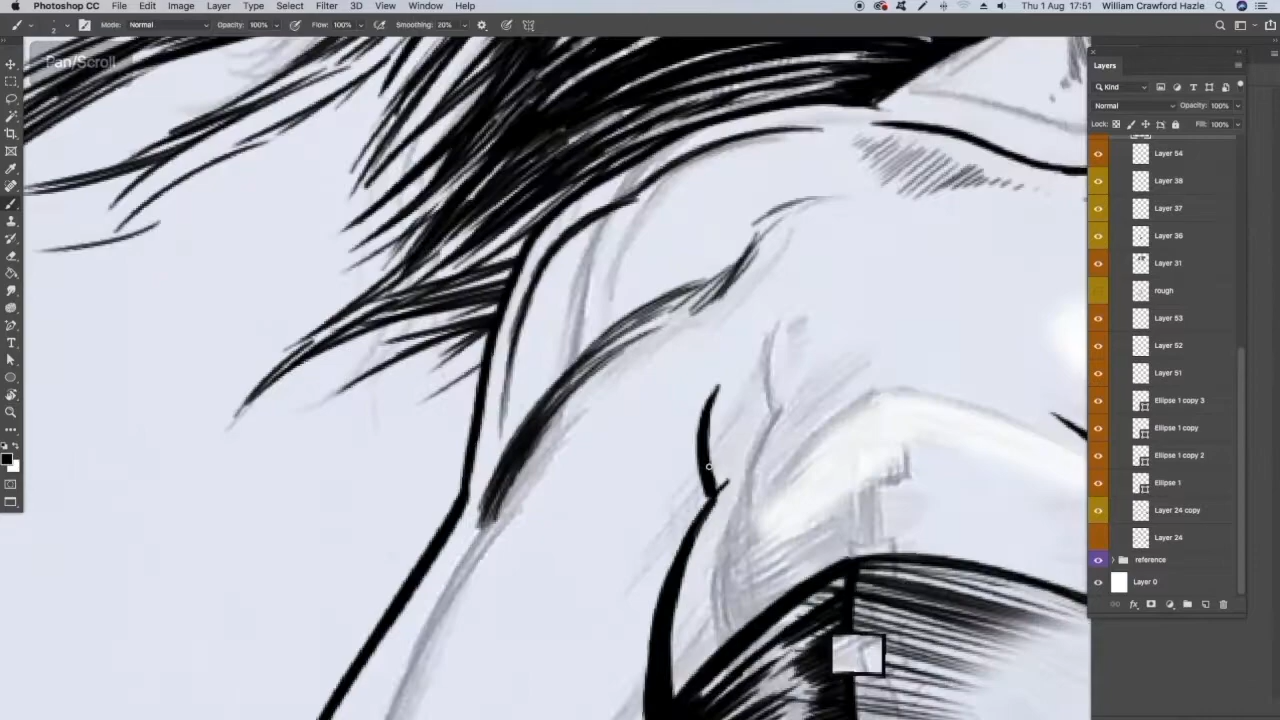 Photoshop CC File Edit Image Layer Type Select Filter 3D View Window Help Thu 1 Aug 17:51 William Crawford Hazle
2 Mode: Normal Opacity: 100% Flow: 100% Smoothing: 20%
Pan/Scroll
Layers
Kind
Normal Opacity: 100%
Lock: Fill: 100%
Layer 54
Layer 38
Layer 37
Layer 36
Layer 31
rough
Layer 53
Layer 52
Layer 51
Ellipse 1 copy 3
Ellipse 1 copy
Ellipse 1 copy 2
Ellipse 1
Layer 24 copy
Layer 24
reference
Layer 0